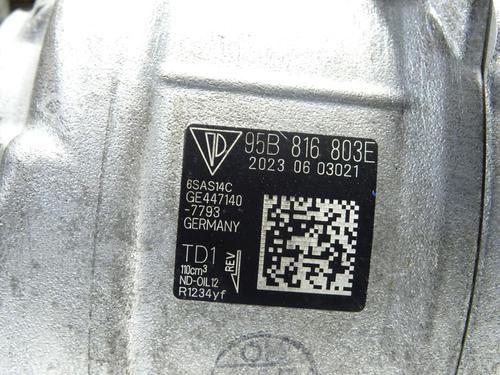 95B 816 803E
2023 06 03021
6SAS14C
GE447140
-7793
GERMANY
TD1
REV
110cm³
ND-OIL12
R1234yf